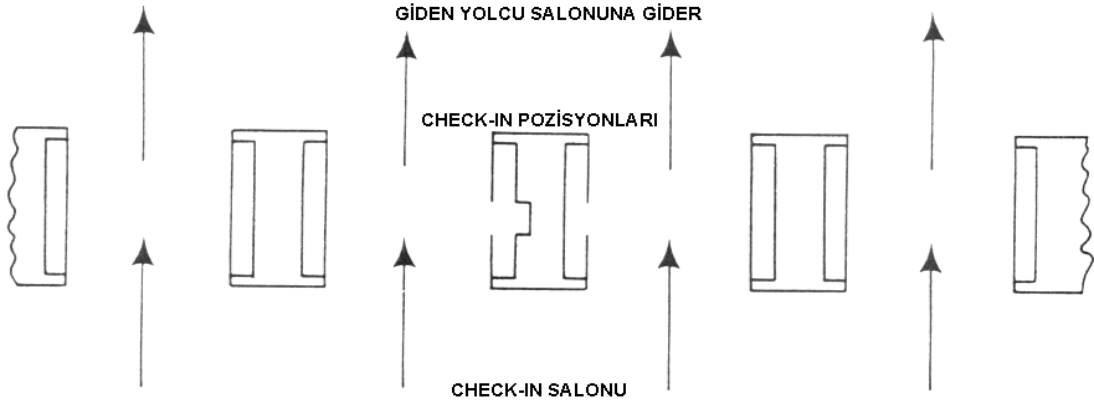 GİDEN YOLCU SALONUNA GİDER
CHECK-IN POZİSYONLARI
CHECK-IN SALONU